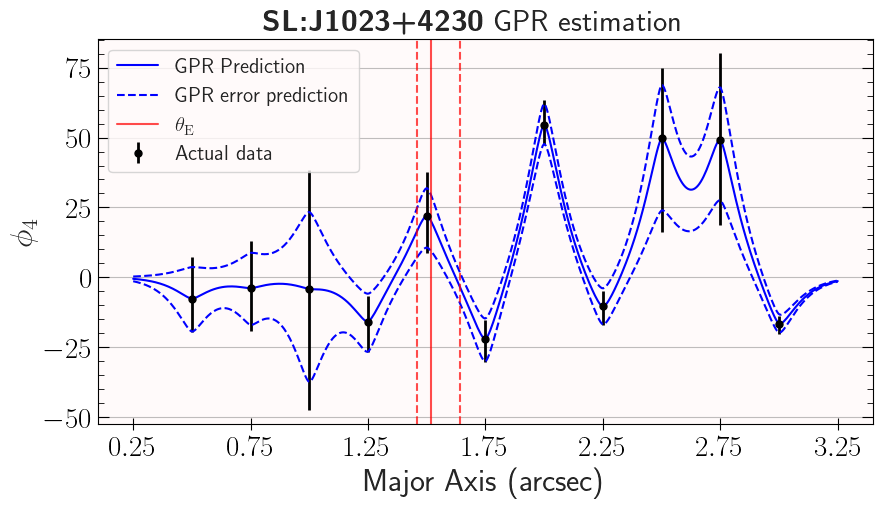 SL:J1023+4230 GPR estimation
GPR Prediction
GPR error prediction
θE
Actual data
75
50
25
0
−25
−50
ϕ4
0.25 0.75 1.25 1.75 2.25 2.75 3.25
Major Axis (arcsec)